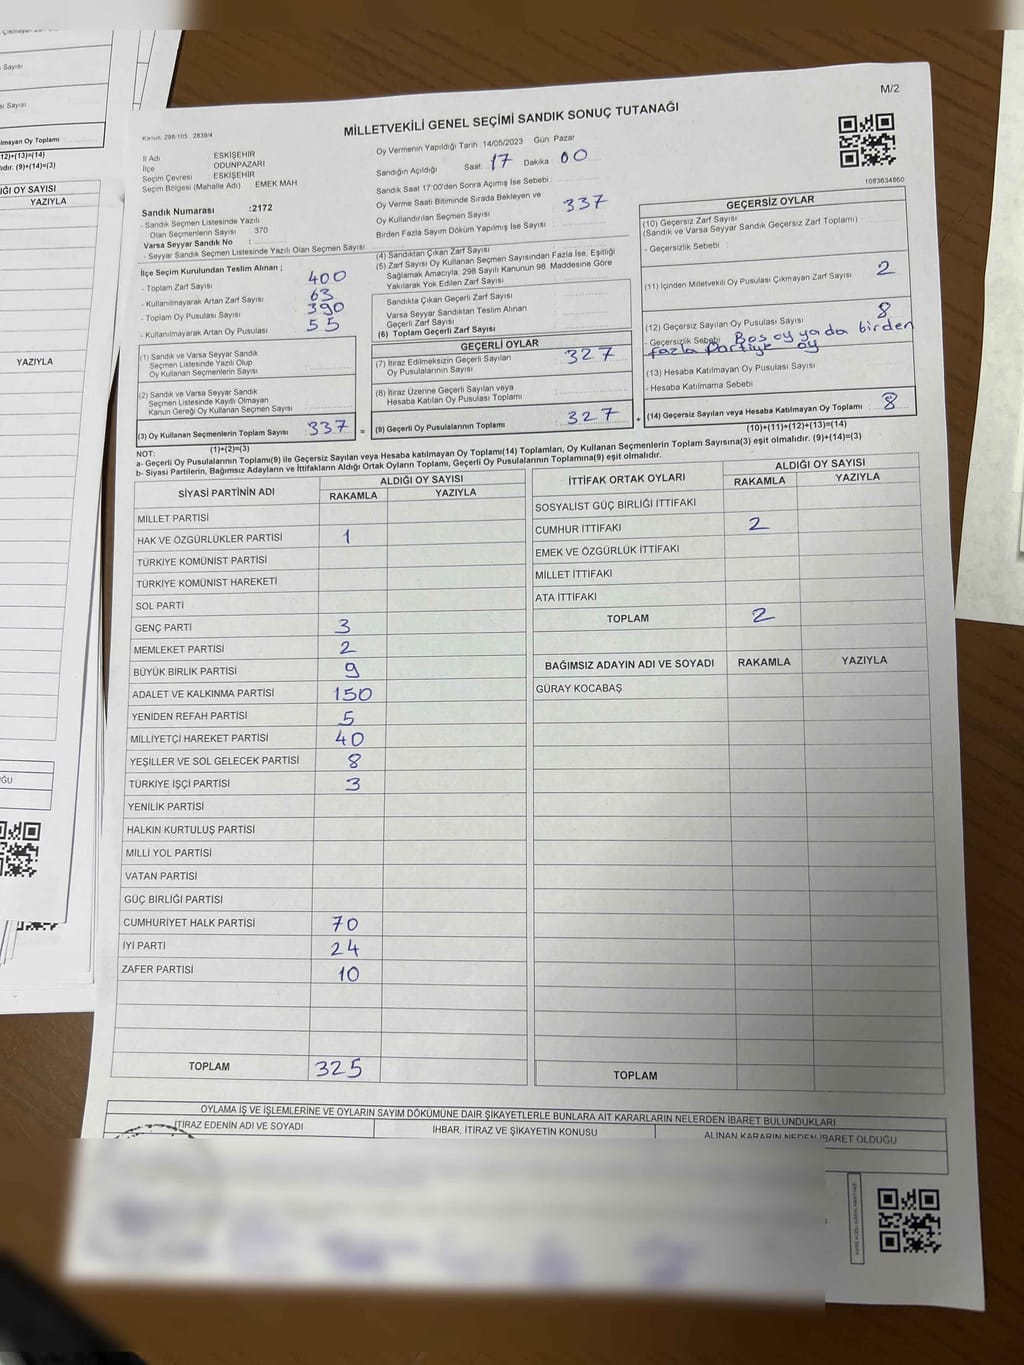 M/2
MİLLETVEKİLİ GENEL SEÇİMİ SANDIK SONUÇ TUTANAĞI
Kanun. 298/105 2839/4
İl Adı ESKİŞEHİR
İlçe ODUNPAZARI
Seçim Çevresi ESKİŞEHİR
Seçim Bölgesi (Mahalle Adı) EMEK MAH
Oy Vermenin Yapıldığı Tarih 14/05/2023 Gün Pazar
Sandığın Açıldığı Saat 17 Dakika 00
Sandık Saat 17 00'den Sonra Açımış İse Sebebi :
Oy Verme Saati Bitiminde Sırada Bekleyen ve
Oy Kullandırılan Seçmen Sayısı 337
Birden Fazla Sayım Döküm Yapılmış İse Sayısı :
1083634860
Sandık Numarası :2172
- Sandık Seçmen Listesinde Yazılı
Olan Seçmenlerin Sayısı 370
Varsa Seyyar Sandık No :
- Seyyar Sandık Seçmen Listesinde Yazılı Olan Seçmen Sayısı
İlçe Seçim Kurulundan Teslim Alınan ;
- Toplam Zarf Sayısı 400
- Kullanılmayarak Artan Zarf Sayısı 63
- Toplam Oy Pusulası Sayısı 390
- Kullanılmayarak Artan Oy Pusulası 55
(1) Sandık ve Varsa Seyyar Sandık
Seçmen Listesinde Yazılı Olup
Oy Kullanan Seçmenlerin Sayısı
(2) Sandık ve Varsa Seyyar Sandık
Seçmen Listesinde Kayıtlı Olmayan
Kanun Gereği Oy Kullanan Seçmen Sayısı
(3) Oy Kullanan Seçmenlerin Toplam Sayısı 337 =
(1)+(2)=(3)
(4) Sandıktan Çıkan Zarf Sayısı
(5) Zarf Sayısı Oy Kullanan Seçmen Sayısından Fazla İse, Eşitliği
Sağlamak Amacıyla, 298 Sayılı Kanunun 98. Maddesine Göre
Yakılarak Yok Edilen Zarf Sayısı
Sandıkta Çıkan Geçerli Zarf Sayısı
Varsa Seyyar Sandıktan Teslim Alınan
Geçerli Zarf Sayısı
(6) Toplam Geçerli Zarf Sayısı
GEÇERLİ OYLAR
(7) İtiraz Edilmeksizin Geçerli Sayılan
Oy Pusulalarının Sayısı 327
(8) İtiraz Üzerine Geçerli Sayılan veya
Hesaba Katılan Oy Pusulası Toplamı
(9) Geçerli Oy Pusulalarının Toplamı 327 +
GEÇERSİZ OYLAR
(10) Geçersiz Zarf Sayısı
(Sandık ve Varsa Seyyar Sandık Geçersiz Zarf Toplamı)
- Geçersizlik Sebebi
(11) İçinden Milletvekili Oy Pusulası Çıkmayan Zarf Sayısı 2
(12) Geçersiz Sayılan Oy Pusulası Sayısı 8
- Geçersizlik Sebebi Boş oy ya da birden
fazla partiye oy
(13) Hesaba Katılmayan Oy Pusulası Sayısı
- Hesaba Katılmama Sebebi
(14) Geçersiz Sayılan veya Hesaba Katılmayan Oy Toplamı 8
(10)+(11)+(12)+(13)=(14)
NOT:
a- Geçerli Oy Pusulalarının Toplamı(9) ile Geçersiz Sayılan veya Hesaba katılmayan Oy Toplamı(14) Toplamları, Oy Kullanan Seçmenlerin Toplam Sayısına(3) eşit olmalıdır. (9)+(14)=(3)
b- Siyasi Partilerin, Bağımsız Adayların ve İttifakların Aldığı Ortak Oyların Toplamı, Geçerli Oy Pusulalarının Toplamına(9) eşit olmalıdır.
SİYASİ PARTİNİN ADI ALDIĞI OY SAYISI
RAKAMLA YAZIYLA
MİLLET PARTİSİ
HAK VE ÖZGÜRLÜKLER PARTİSİ 1
TÜRKİYE KOMÜNİST PARTİSİ
TÜRKİYE KOMÜNİST HAREKETİ
SOL PARTİ
GENÇ PARTİ 3
MEMLEKET PARTİSİ 2
BÜYÜK BİRLİK PARTİSİ 9
ADALET VE KALKINMA PARTİSİ 150
YENİDEN REFAH PARTİSİ 5
MİLLİYETÇİ HAREKET PARTİSİ 40
YEŞİLLER VE SOL GELECEK PARTİSİ 8
TÜRKİYE İŞÇİ PARTİSİ 3
YENİLİK PARTİSİ
HALKIN KURTULUŞ PARTİSİ
MİLLİ YOL PARTİSİ
VATAN PARTİSİ
GÜÇ BİRLİĞİ PARTİSİ
CUMHURİYET HALK PARTİSİ 70
İYİ PARTİ 24
ZAFER PARTİSİ 10
TOPLAM 325
İTTİFAK ORTAK OYLARI ALDIĞI OY SAYISI
RAKAMLA YAZIYLA
SOSYALİST GÜÇ BİRLİĞİ İTTİFAKI
CUMHUR İTTİFAKI 2
EMEK VE ÖZGÜRLÜK İTTİFAKI
MİLLET İTTİFAKI
ATA İTTİFAKI
TOPLAM 2
BAĞIMSIZ ADAYIN ADI VE SOYADI RAKAMLA YAZIYLA
GÜRAY KOCABAŞ
TOPLAM
OYLAMA İŞ VE İŞLEMLERİNE VE OYLARIN SAYIM DÖKÜMÜNE DAİR ŞİKAYETLERLE BUNLARA AİT KARARLARIN NELERDEN İBARET BULUNDUKLARI
İTİRAZ EDENİN ADI VE SOYADI İHBAR, İTİRAZ VE ŞİKAYETİN KONUSU ALINAN KARARIN NEDEN İBARET OLDUĞU
Sayısı
lmayan Oy Toplamı
12)+(13)=(14)
ıdır. (9)+(14)=(3)
IĞI OY SAYISI
YAZIYLA
YAZIYLA